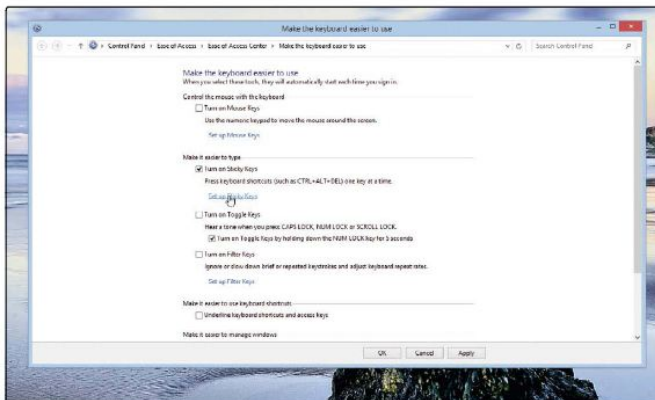 Make the keyboard easier to use
Control Panel › Ease of Access › Ease of Access Center › Make the keyboard easier to use
Search Control Panel
Make the keyboard easier to use
When you select these tools, they will automatically start each time you sign in.
Control the mouse with the keyboard
Turn on Mouse Keys
Use the numeric keypad to move the mouse around the screen.
Set up Mouse Keys
Make it easier to type
Turn on Sticky Keys
Press keyboard shortcuts (such as CTRL+ALT+DEL) one key at a time.
Set up Sticky Keys
Turn on Toggle Keys
Hear a tone when you press CAPS LOCK, NUM LOCK or SCROLL LOCK.
Turn on Toggle Keys by holding down the NUM LOCK key for 5 seconds
Turn on Filter Keys
Ignore or slow down brief or repeated keystrokes and adjust keyboard repeat rates.
Set up Filter Keys
Make it easier to use keyboard shortcuts
Underline keyboard shortcuts and access keys
Make it easier to manage windows
OK Cancel Apply